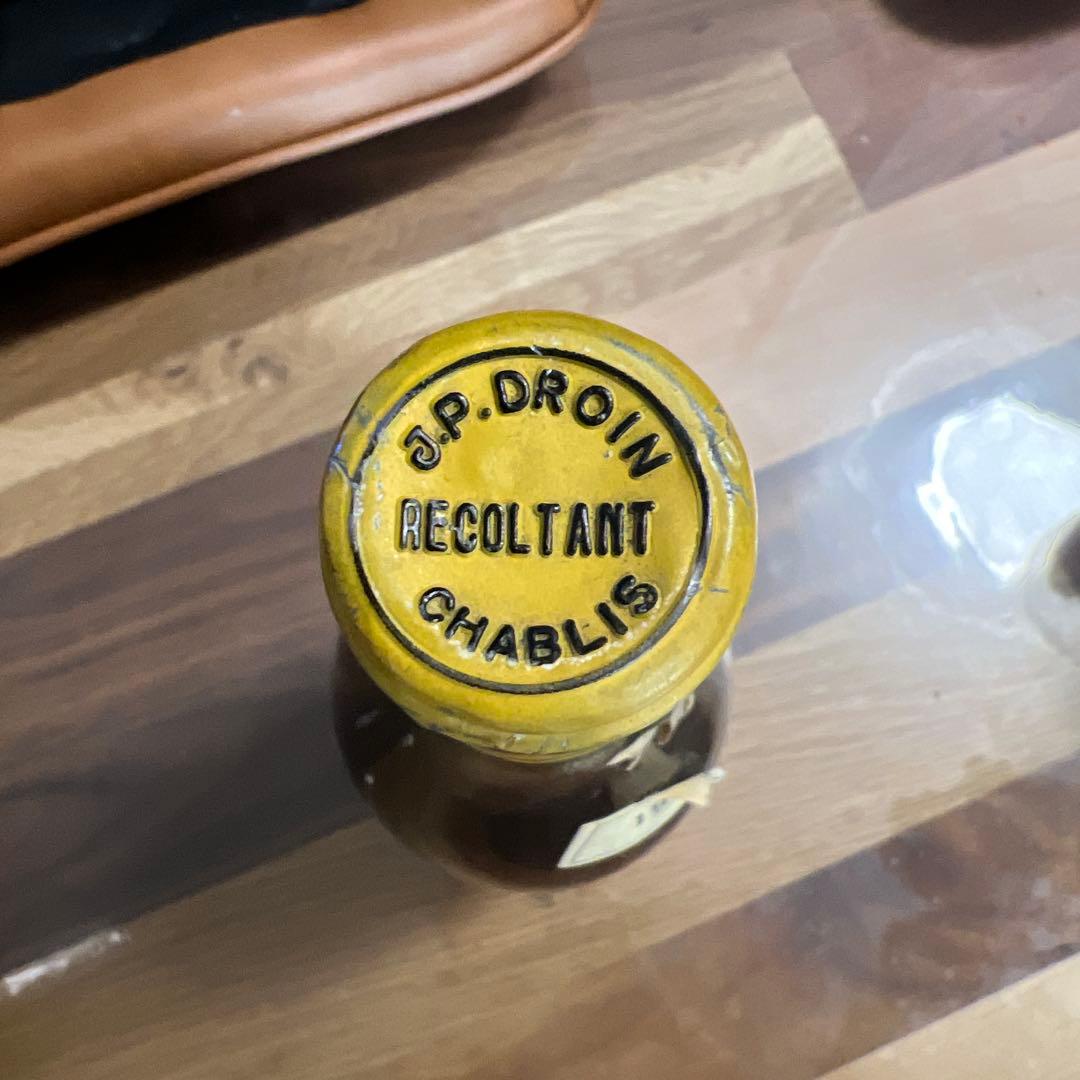 J.P. DROIN
RECOLTANT
CHABLIS